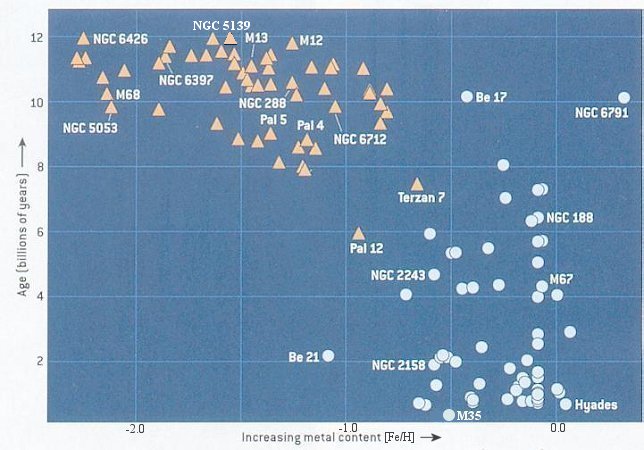 NGC 5139
12
NGC 6426
M13
M12
NGC 6397
10
M68
NGC 288
Be 17
NGC 5053
Pal 5
Pal 4
NGC 6791
NGC 6712
8
Terzan 7
NGC 188
6
Pal 12
NGC 2243
M67
4
Be 21
NGC 2158
2
Hyades
M35
Age (billions of years)
-2.0
-1.0
0.0
Increasing metal content [Fe/H]